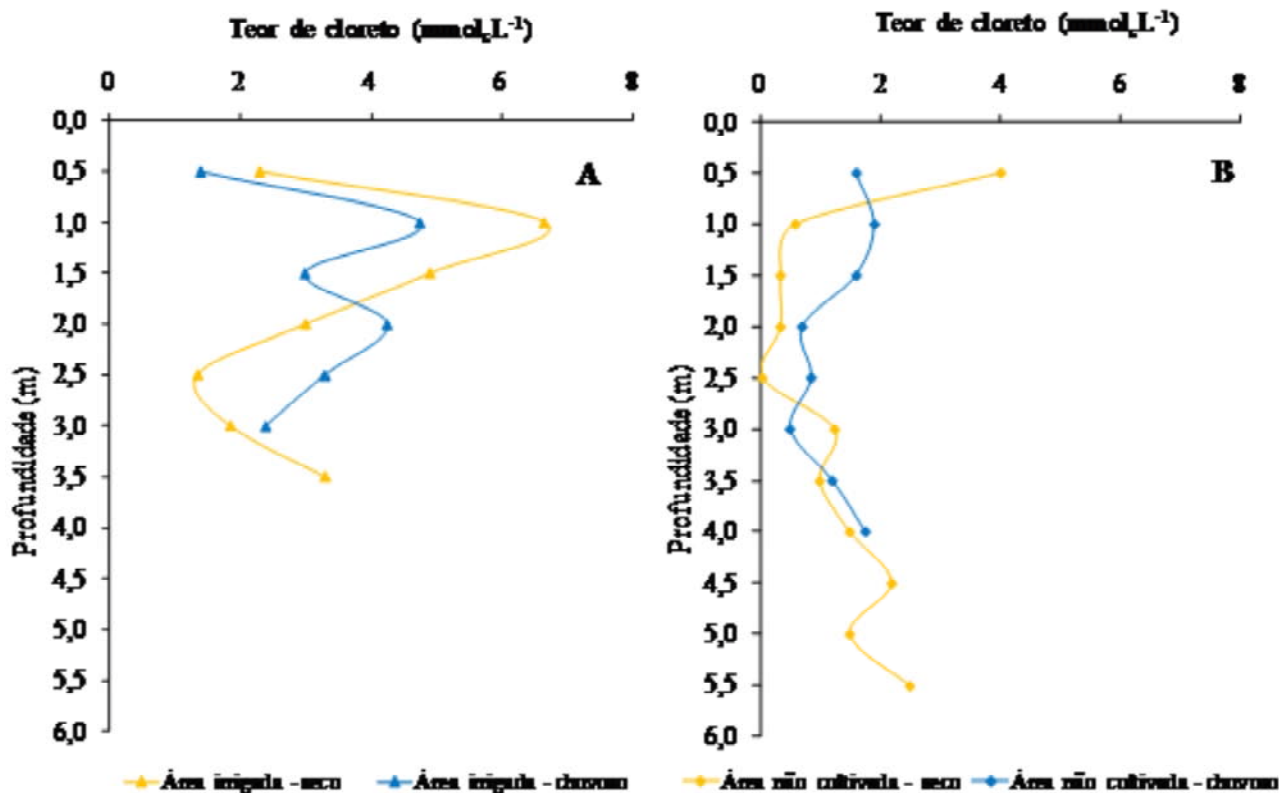 Teor de cloreto (mmol꜀L⁻¹)
0 2 4 6 8
0,0
0,5
1,0
1,5
2,0
2,5
3,0
3,5
4,0
4,5
5,0
5,5
6,0
Profundidade (m)
A
Área irrigada - seco
Área irrigada - chuvoso
Teor de cloreto (mmol꜀L⁻¹)
0 2 4 6 8
0,0
0,5
1,0
1,5
2,0
2,5
3,0
3,5
4,0
4,5
5,0
5,5
6,0
Profundidade (m)
B
Área não cultivada - seco
Área não cultivada - chuvoso